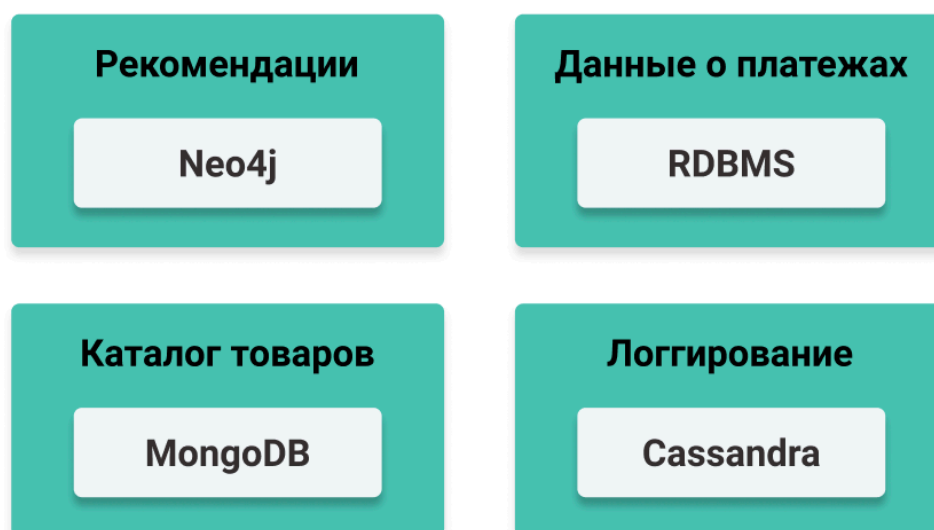 Рекомендации
Neo4j
Данные о платежах
RDBMS
Каталог товаров
MongoDB
Логгирование
Cassandra